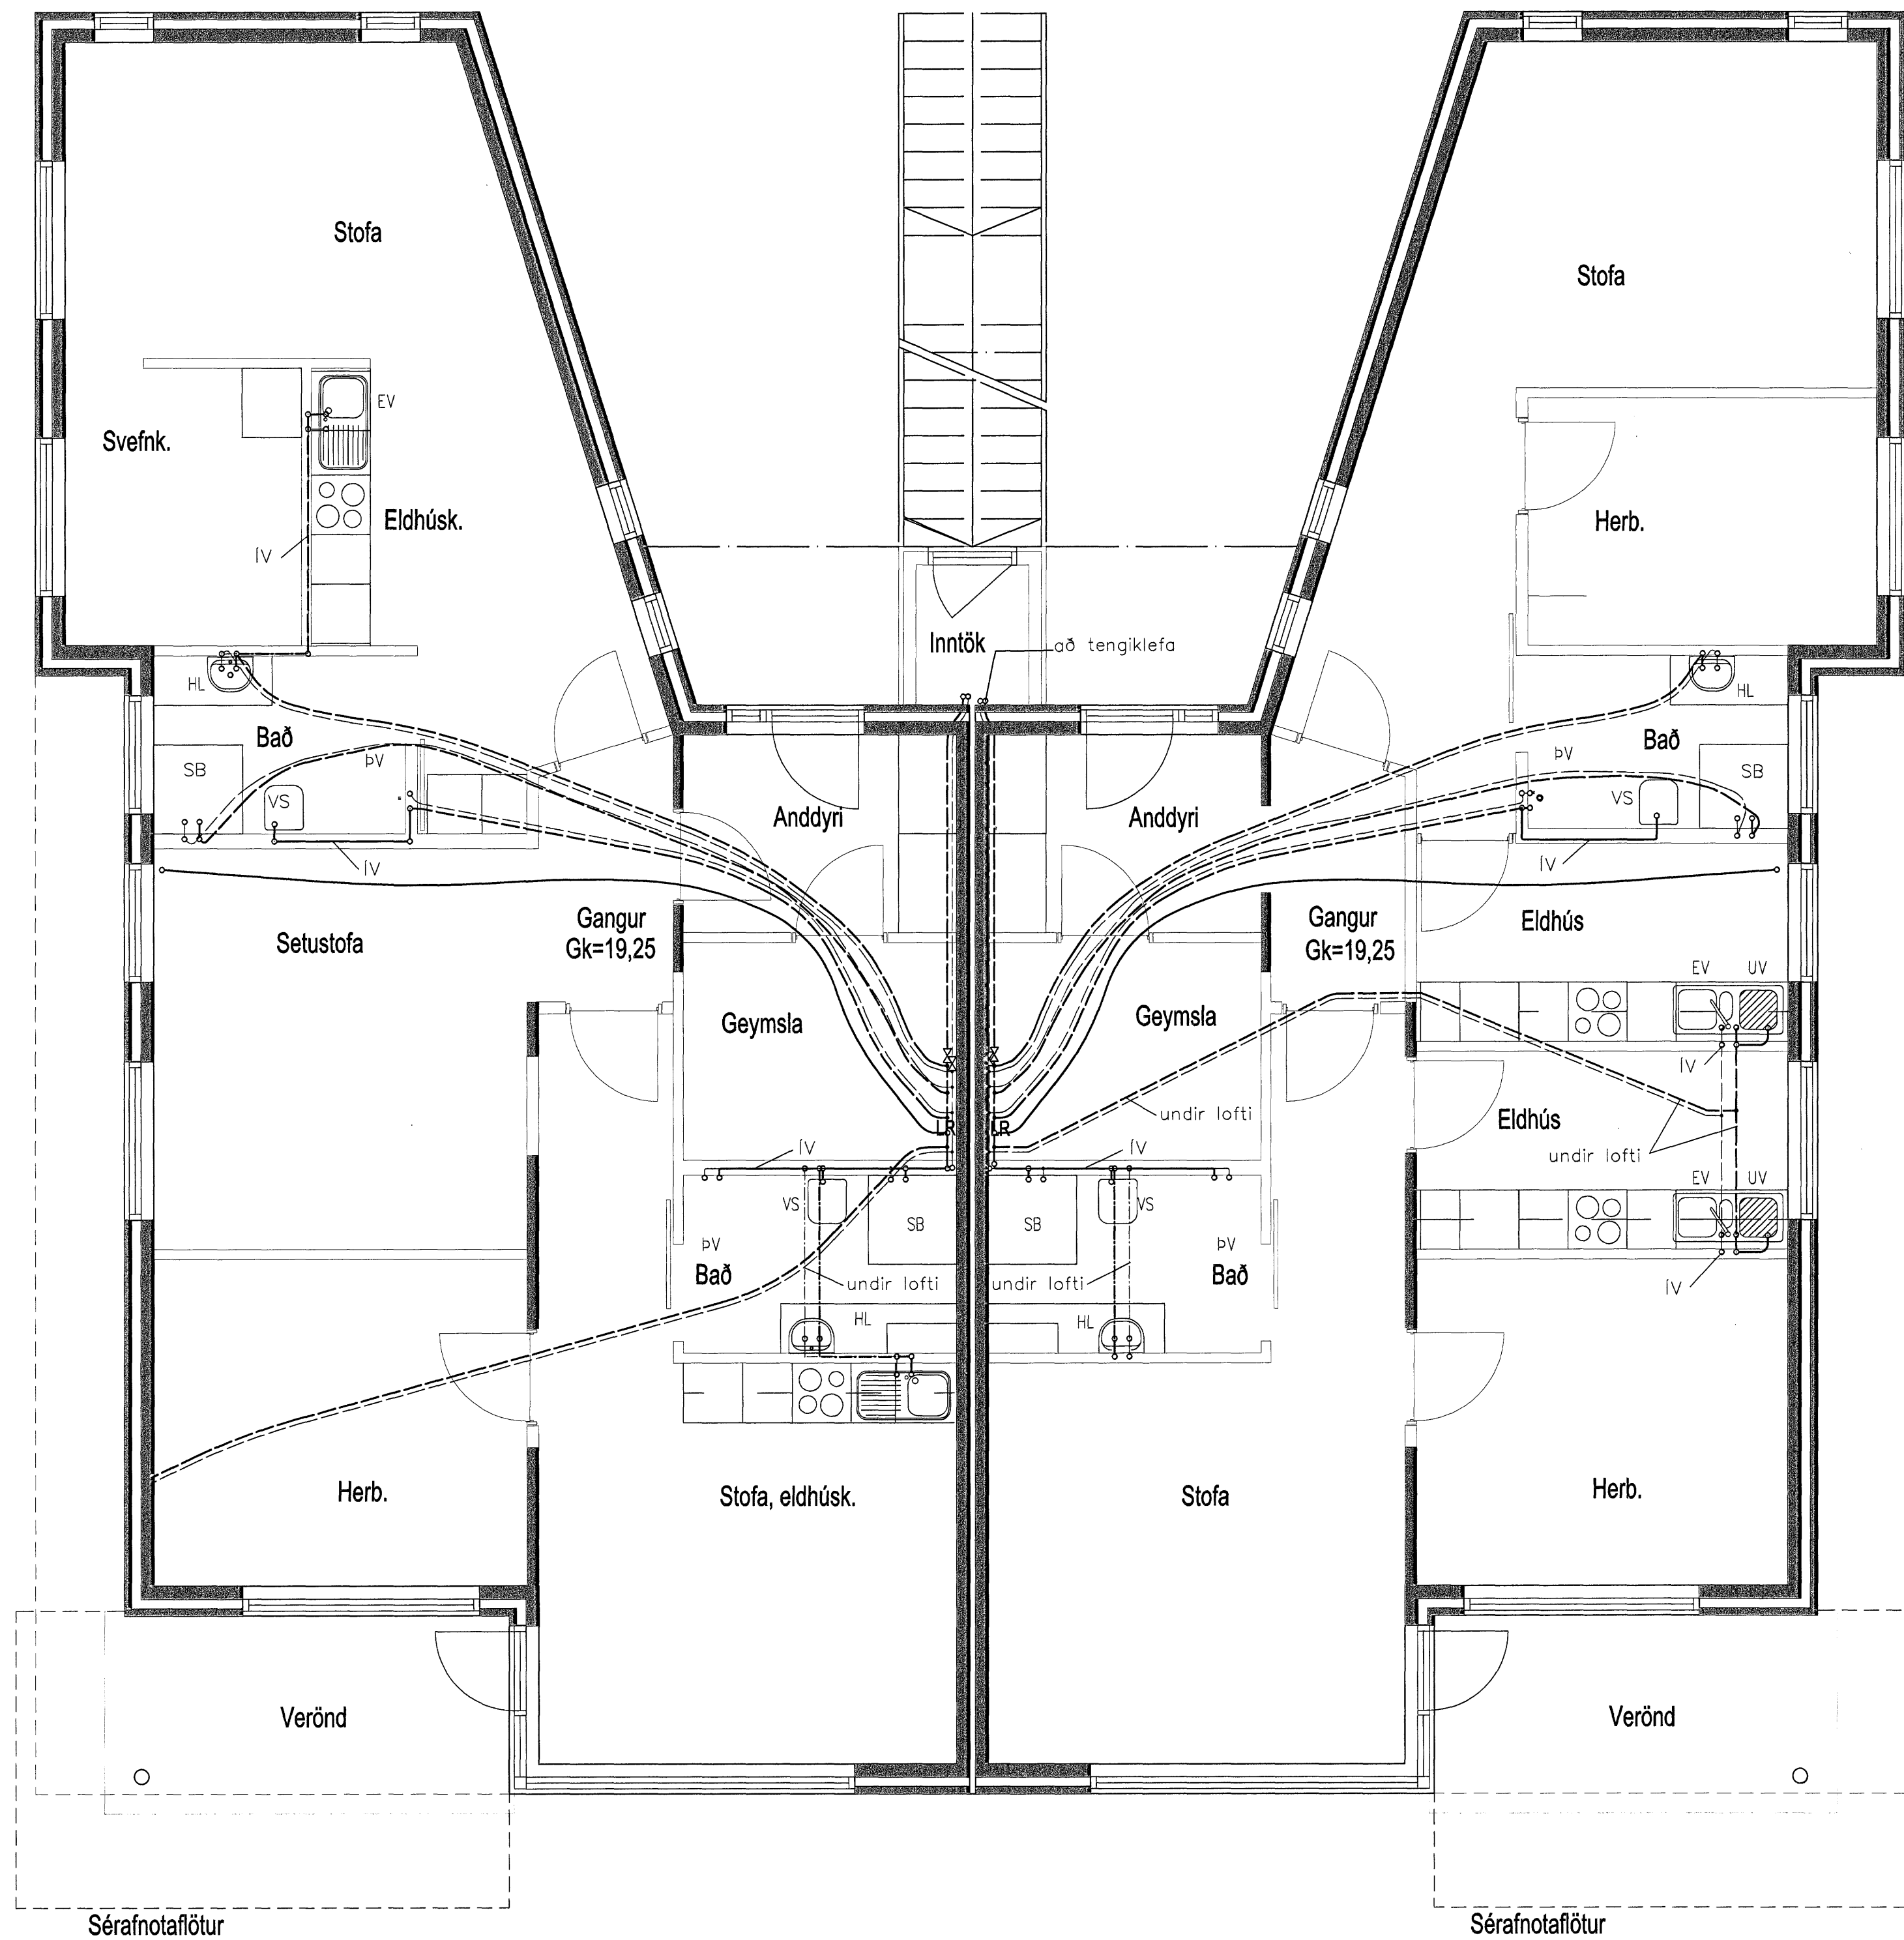 Stofa
Stofa
EV
Svefnk.
Eldhúsk.
ÍV
Herb.
Inntök
að tengiklefa
HL
HL
Bað
Bað
SB
ÞV
VS
ÍV
ÞV
VS
SB
ÍV
Anddyri
Anddyri
Setustofa
Gangur
Gk=19,25
Gangur
Gk=19,25
Eldhús
EV
UV
Geymsla
Geymsla
ÍV
undir lofti
Eldhús
undir lofti
LR
LR
ÍV
ÍV
EV
UV
VS
SB
SB
VS
ÞV
Bað
ÞV
Bað
undir lofti
undir lofti
ÍV
HL
HL
Herb.
Stofa, eldhúsk.
Stofa
Herb.
Verönd
Verönd
Sérafnotaflötur
Sérafnotaflötur